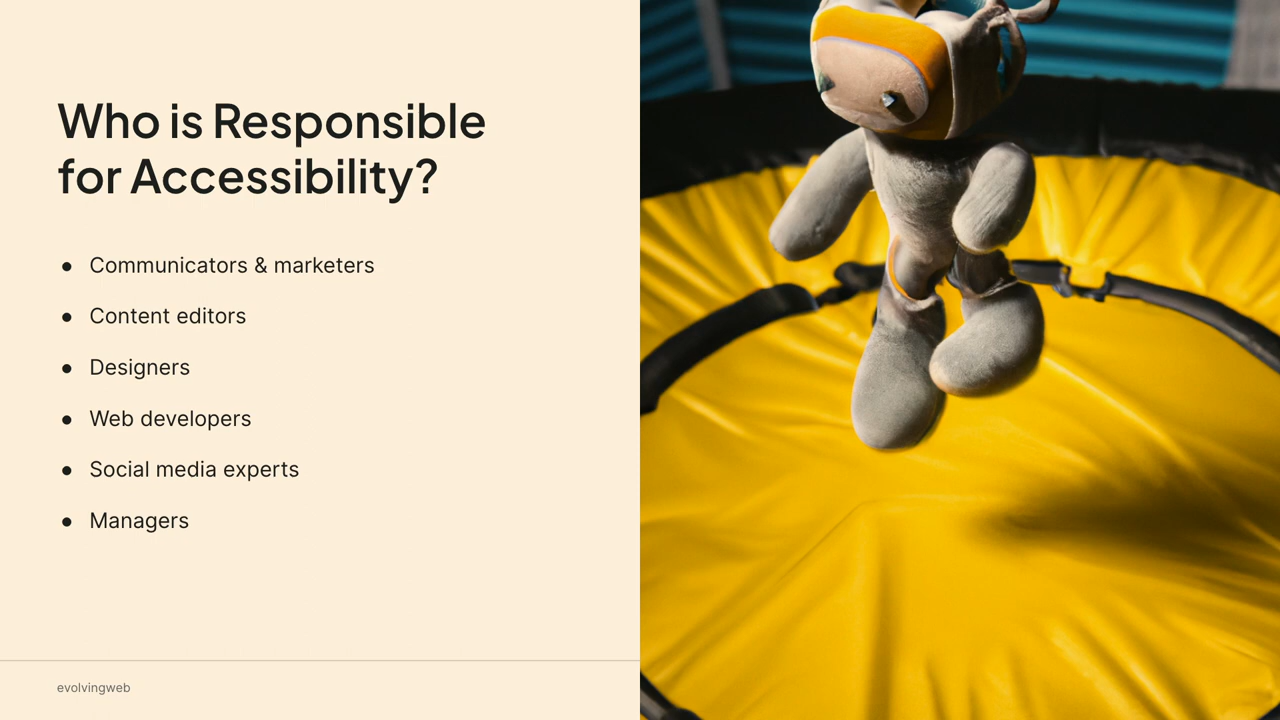 Who is Responsible
for Accessibility?
● Communicators & marketers
● Content editors
● Designers
● Web developers
● Social media experts
● Managers
evolvingweb